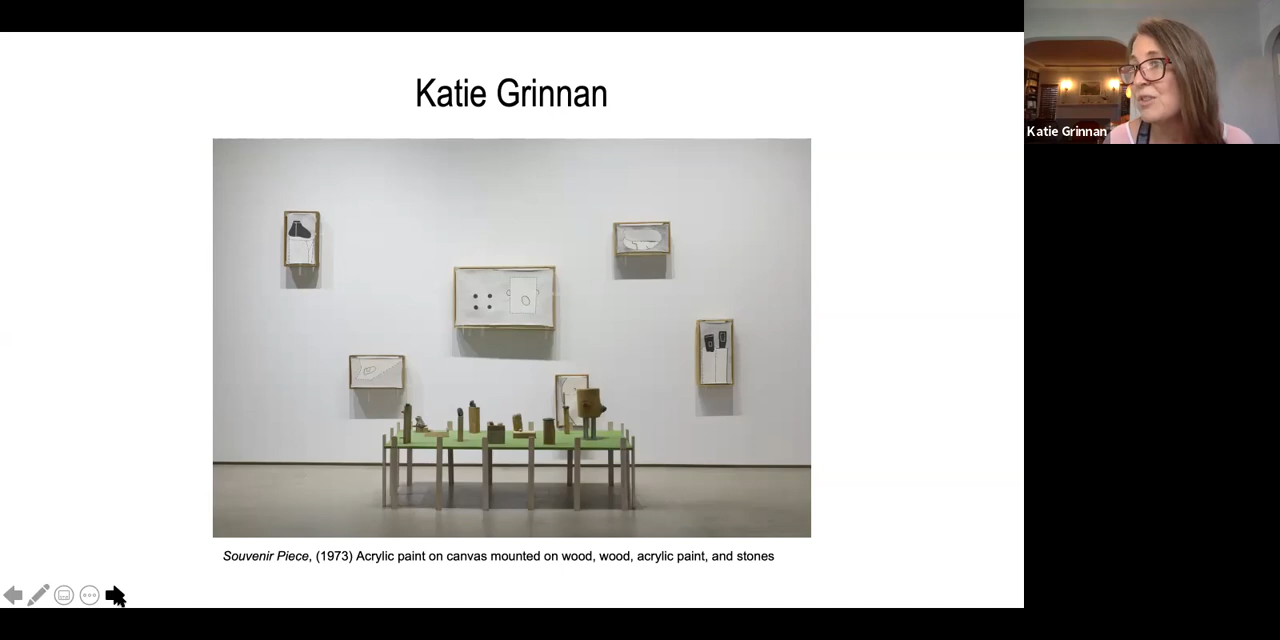 Katie Grinnan
Katie Grinnan
Souvenir Piece, (1973) Acrylic paint on canvas mounted on wood, wood, acrylic paint, and stones